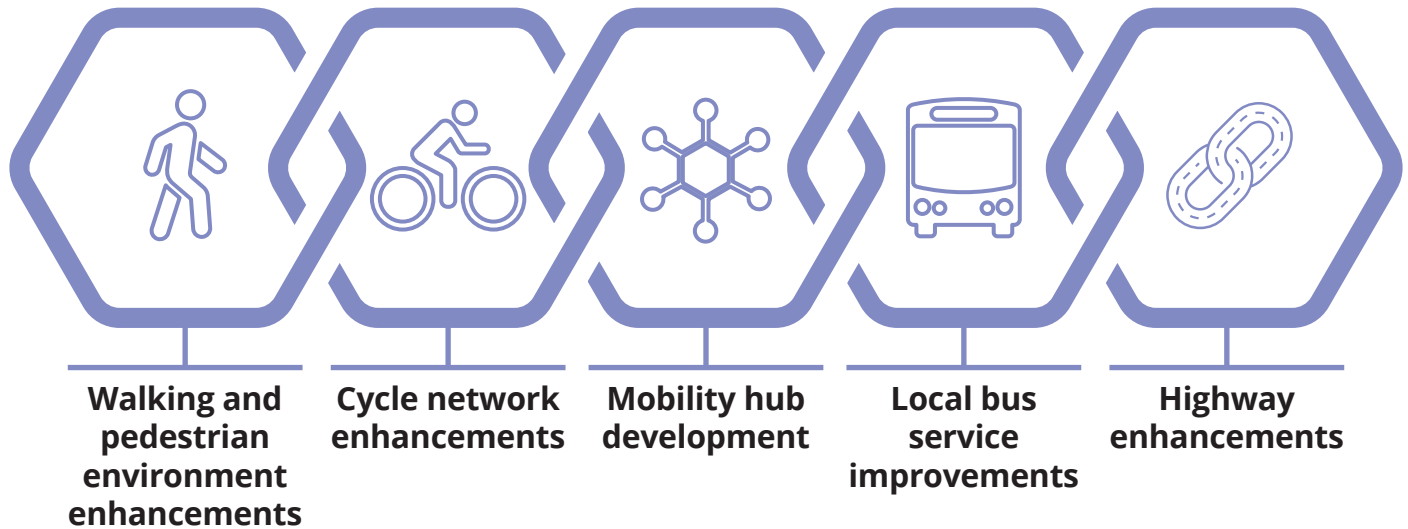 Walking and
pedestrian
environment
enhancements
Cycle network
enhancements
Mobility hub
development
Local bus
service
improvements
Highway
enhancements